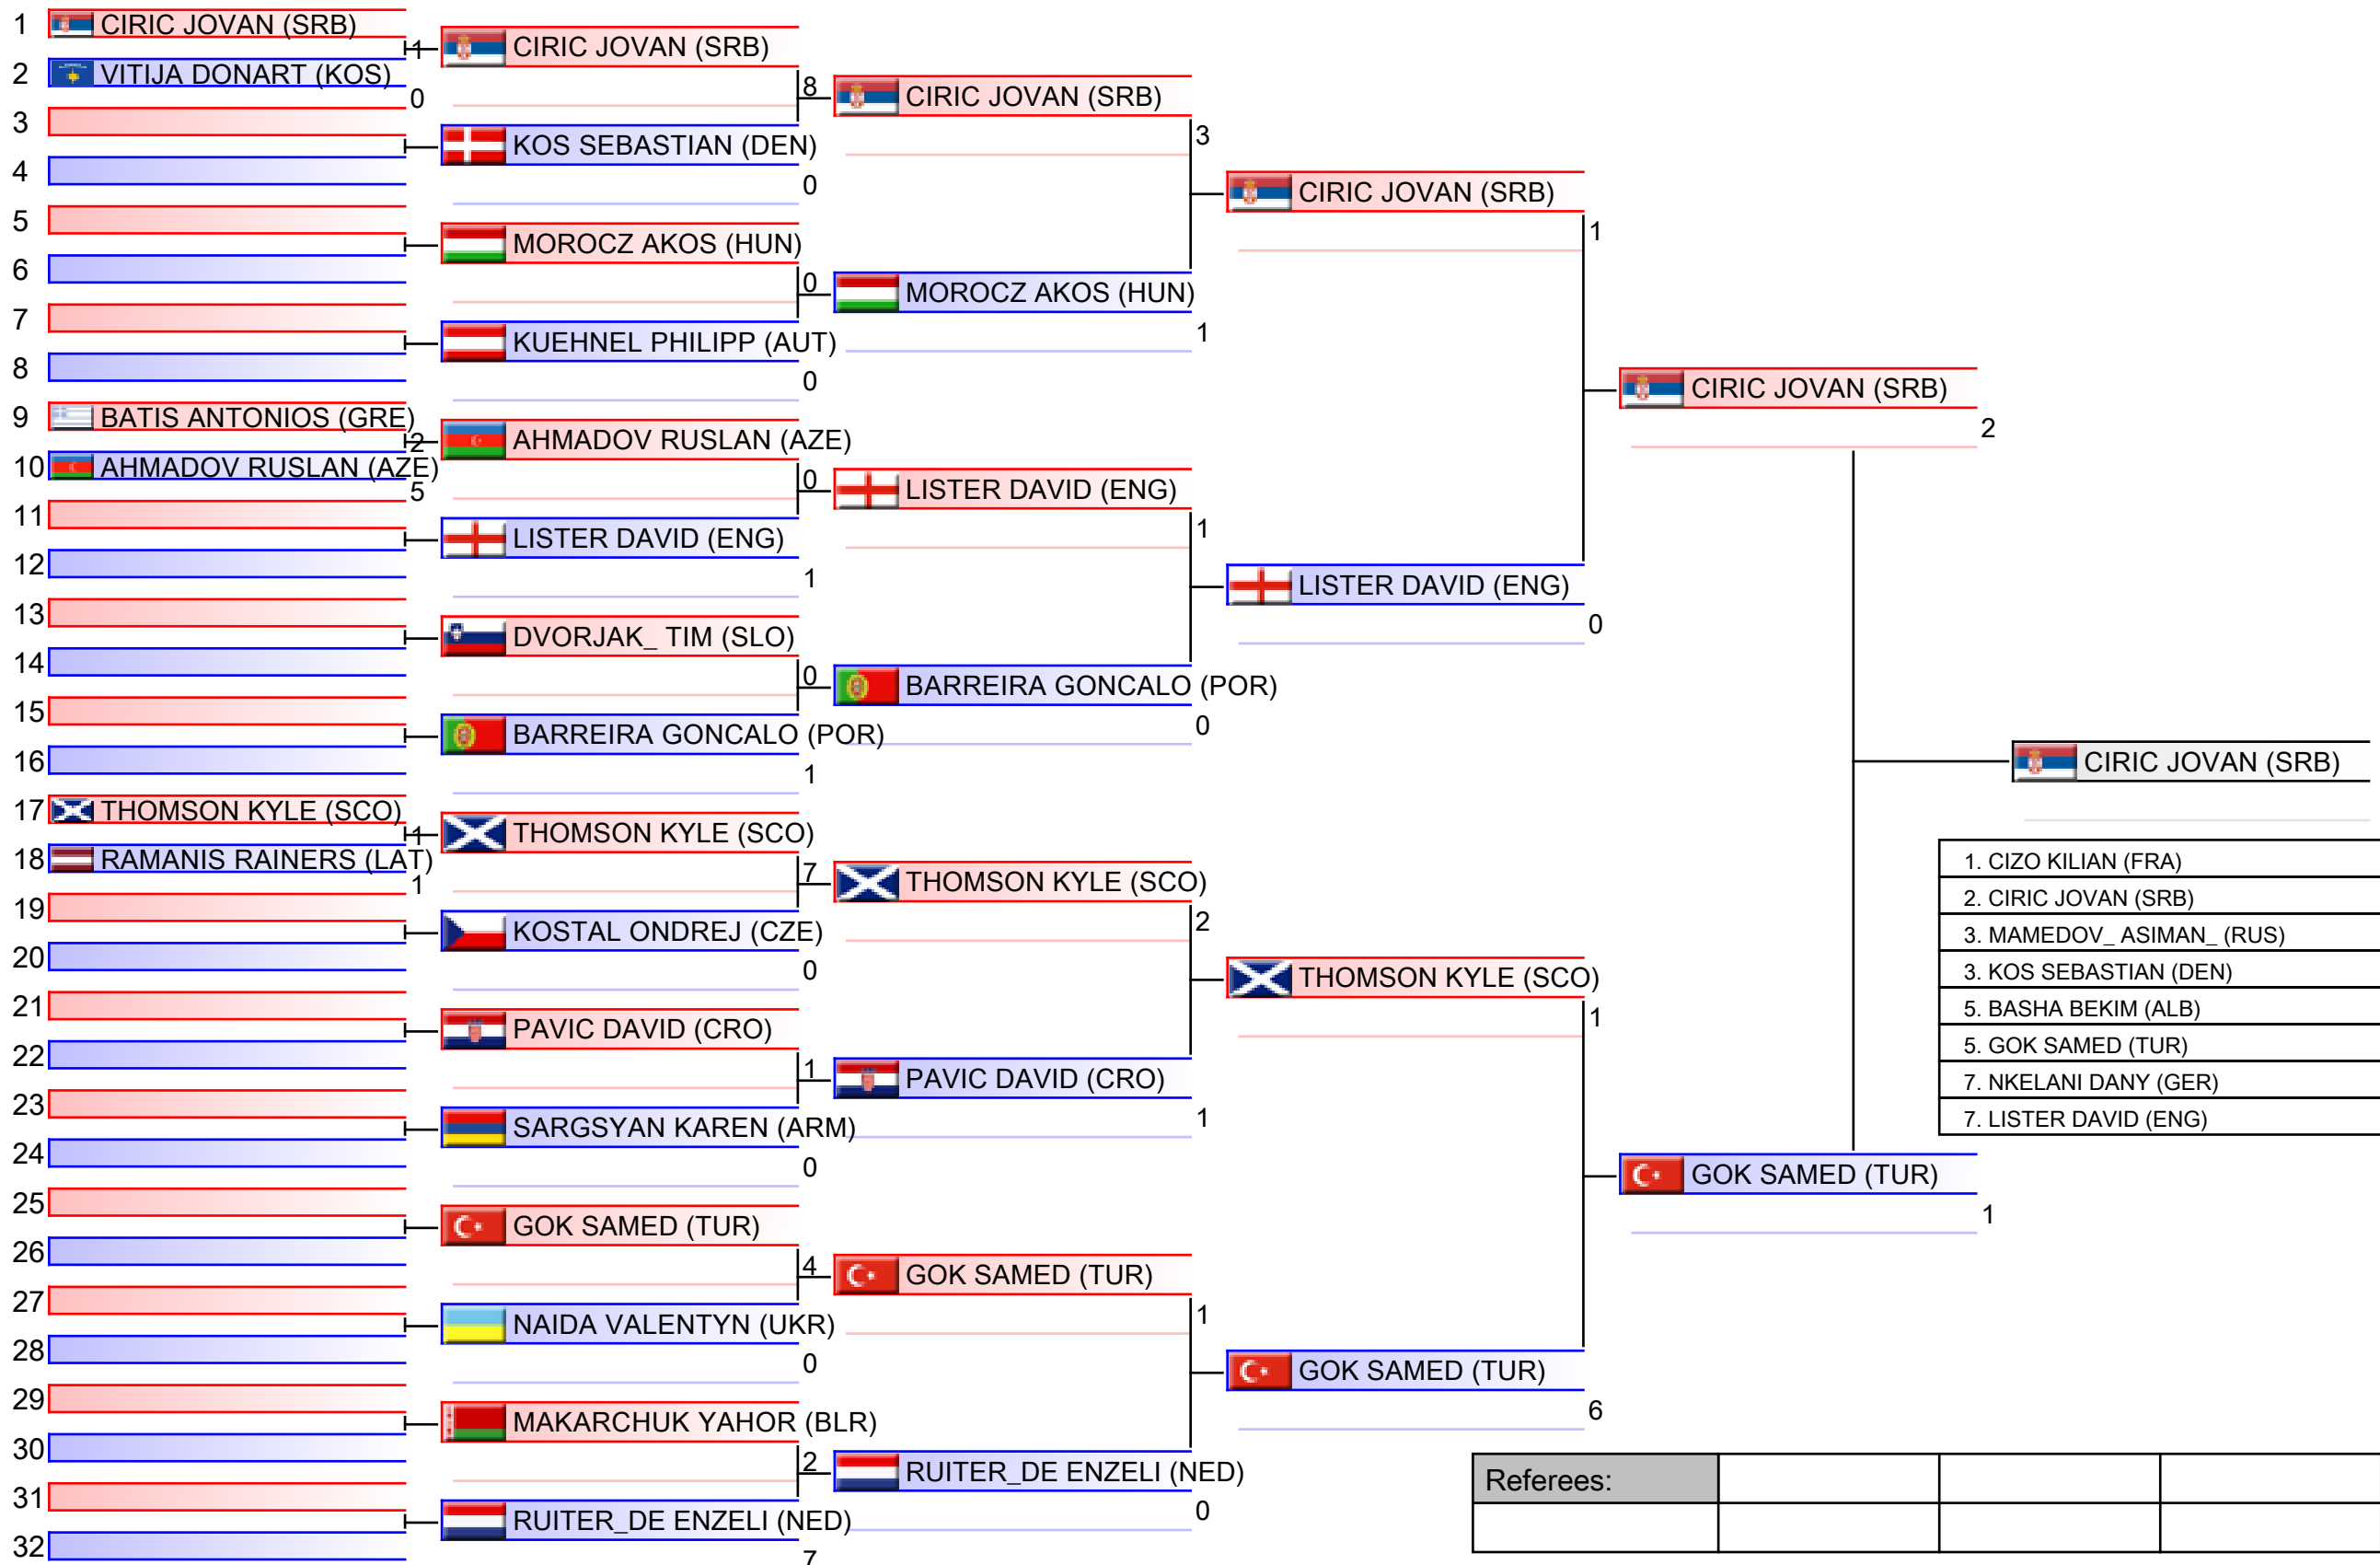 1 CIRIC JOVAN (SRB)
2 VITIJA DONART (KOS)
3
4
5
6
7
8
9 BATIS ANTONIOS (GRE)
10 AHMADOV RUSLAN (AZE)
11
12
13
14
15
16
17 THOMSON KYLE (SCO)
18 RAMANIS RAINERS (LAT)
19
20
21
22
23
24
25
26
27
28
29
30
31
32
1
0
2
5
1
1
CIRIC JOVAN (SRB)
8
KOS SEBASTIAN (DEN)
0
MOROCZ AKOS (HUN)
0
KUEHNEL PHILIPP (AUT)
0
AHMADOV RUSLAN (AZE)
0
LISTER DAVID (ENG)
1
DVORJAK_ TIM (SLO)
0
BARREIRA GONCALO (POR)
1
THOMSON KYLE (SCO)
7
KOSTAL ONDREJ (CZE)
0
PAVIC DAVID (CRO)
1
SARGSYAN KAREN (ARM)
0
GOK SAMED (TUR)
4
NAIDA VALENTYN (UKR)
0
MAKARCHUK YAHOR (BLR)
2
RUITER_DE ENZELI (NED)
7
CIRIC JOVAN (SRB)
3
MOROCZ AKOS (HUN)
1
LISTER DAVID (ENG)
1
BARREIRA GONCALO (POR)
0
THOMSON KYLE (SCO)
2
PAVIC DAVID (CRO)
1
GOK SAMED (TUR)
1
RUITER_DE ENZELI (NED)
0
CIRIC JOVAN (SRB)
1
LISTER DAVID (ENG)
0
THOMSON KYLE (SCO)
1
GOK SAMED (TUR)
6
CIRIC JOVAN (SRB)
2
GOK SAMED (TUR)
1
CIRIC JOVAN (SRB)
1. CIZO KILIAN (FRA)
2. CIRIC JOVAN (SRB)
3. MAMEDOV_ ASIMAN_ (RUS)
3. KOS SEBASTIAN (DEN)
5. BASHA BEKIM (ALB)
5. GOK SAMED (TUR)
7. NKELANI DANY (GER)
7. LISTER DAVID (ENG)
Referees: